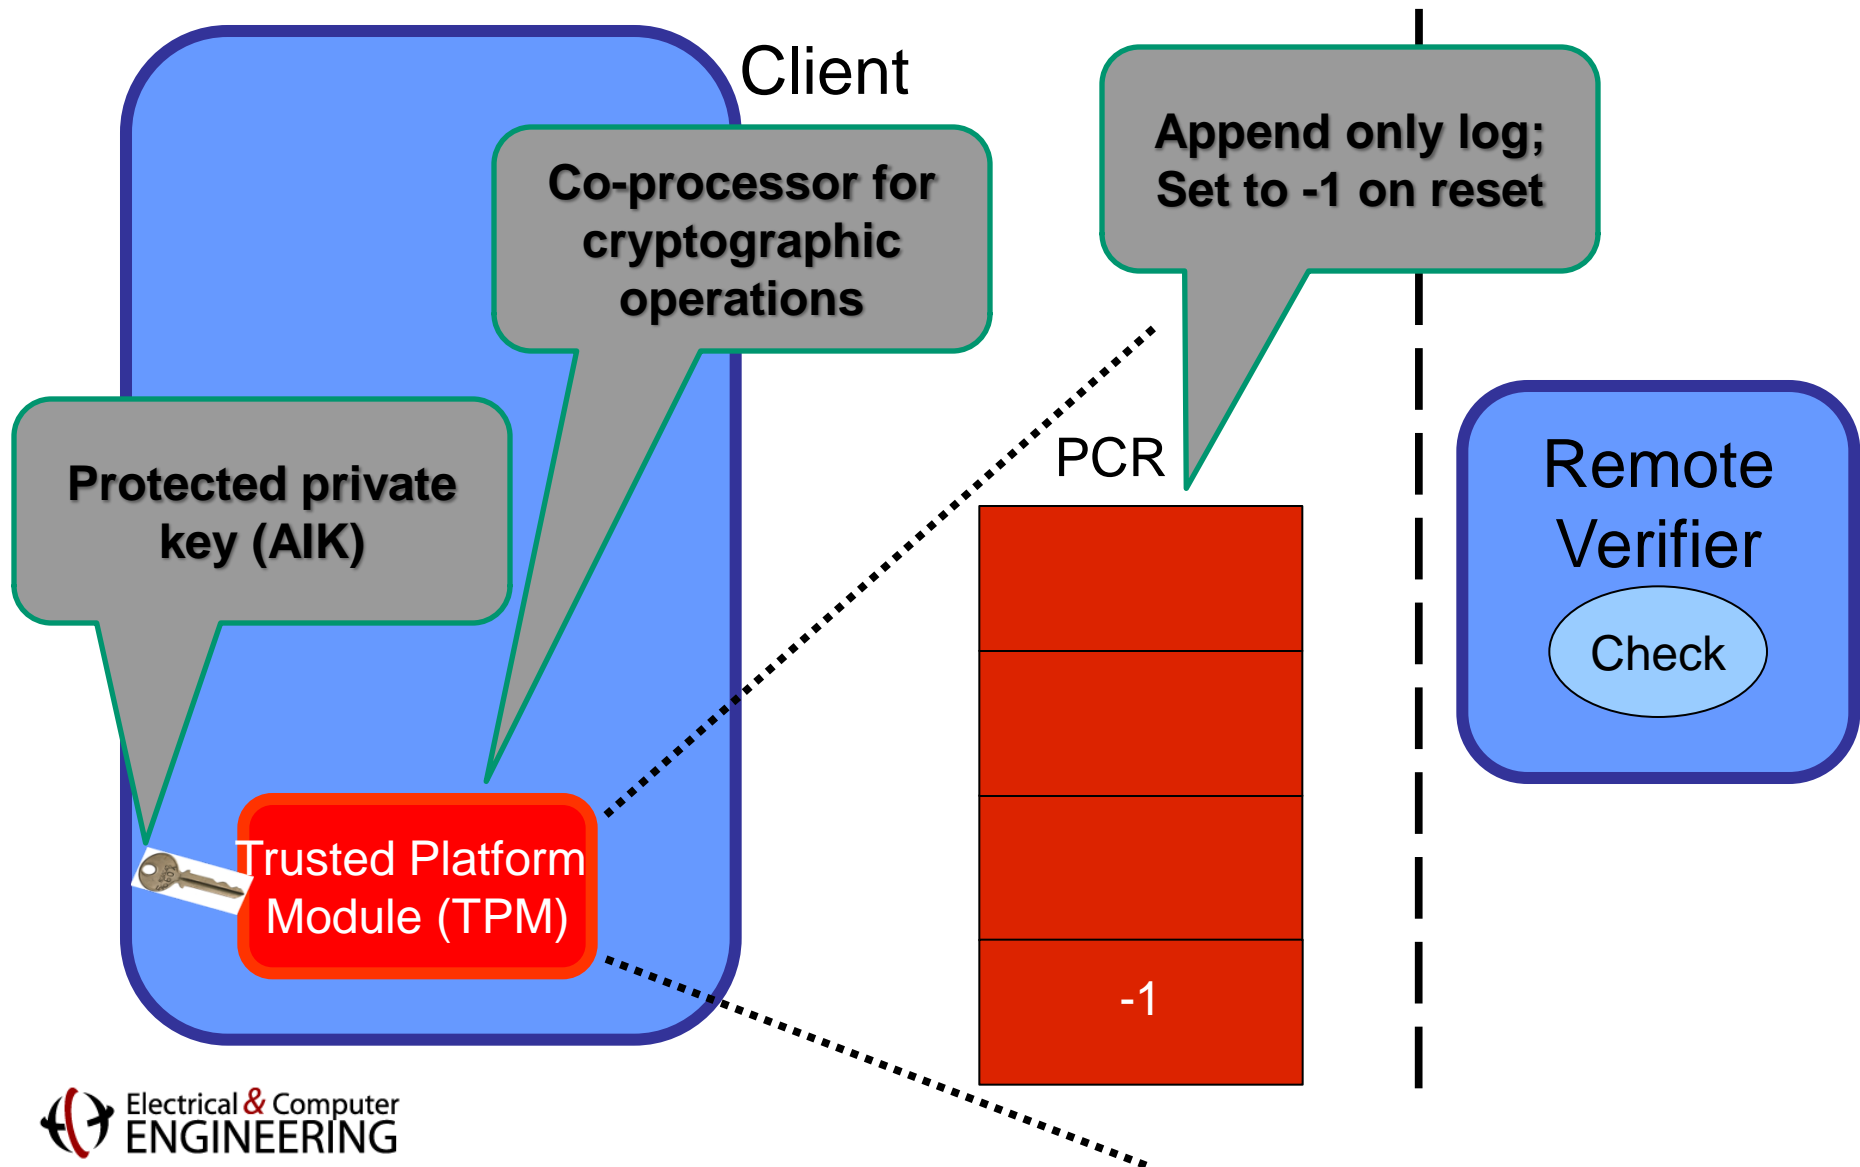 Client
Append only log;
Set to -1 on reset
Co-processor for
cryptographic
operations
Protected private
key (AIK)
PCR
Remote
Verifier
Check
Trusted Platform
Module (TPM)
-1
Electrical & Computer
ENGINEERING